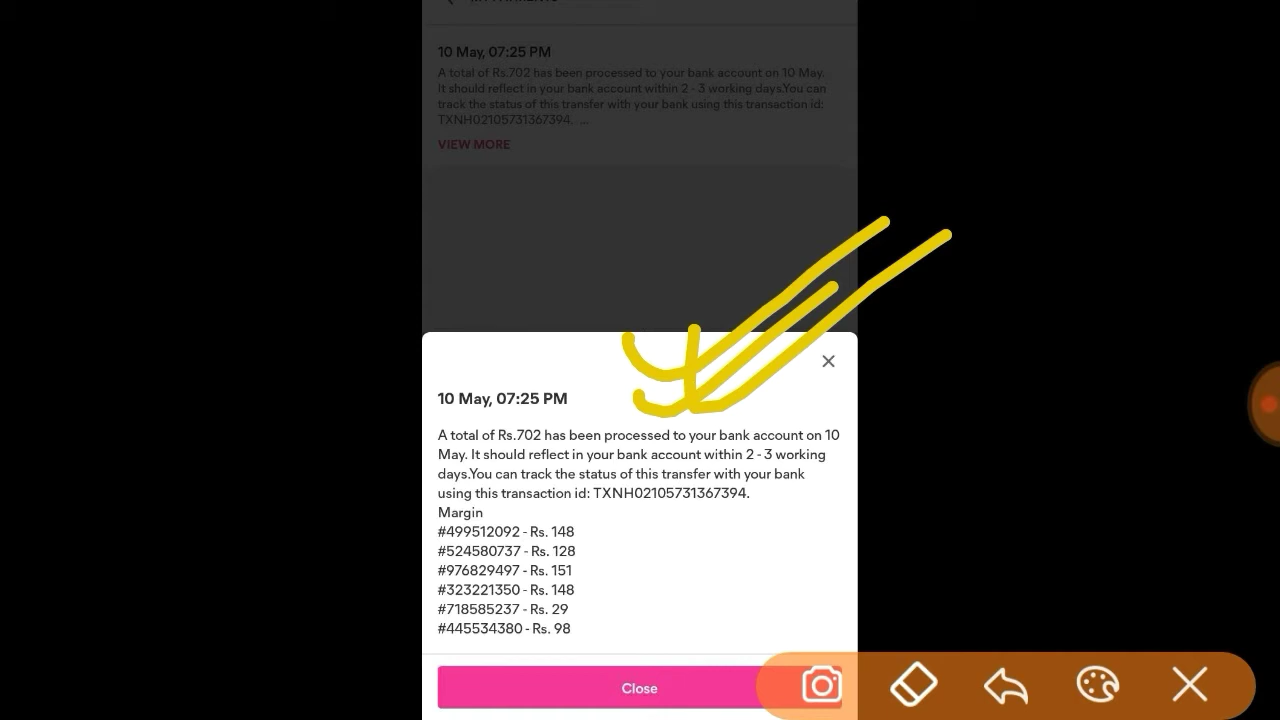 10 May, 07:25 PM
A total of Rs.702 has been processed to your bank account on 10 May.
It should reflect in your bank account within 2 - 3 working days.You can
track the status of this transfer with your bank using this transaction id:
TXNH02105731367394. ...
VIEW MORE
10 May, 07:25 PM
A total of Rs.702 has been processed to your bank account on 10
May. It should reflect in your bank account within 2 - 3 working
days.You can track the status of this transfer with your bank
using this transaction id: TXNH02105731367394.
Margin
#499512092 - Rs. 148
#524580737 - Rs. 128
#976829497 - Rs. 151
#323221350 - Rs. 148
#718585237 - Rs. 29
#445534380 - Rs. 98
Close